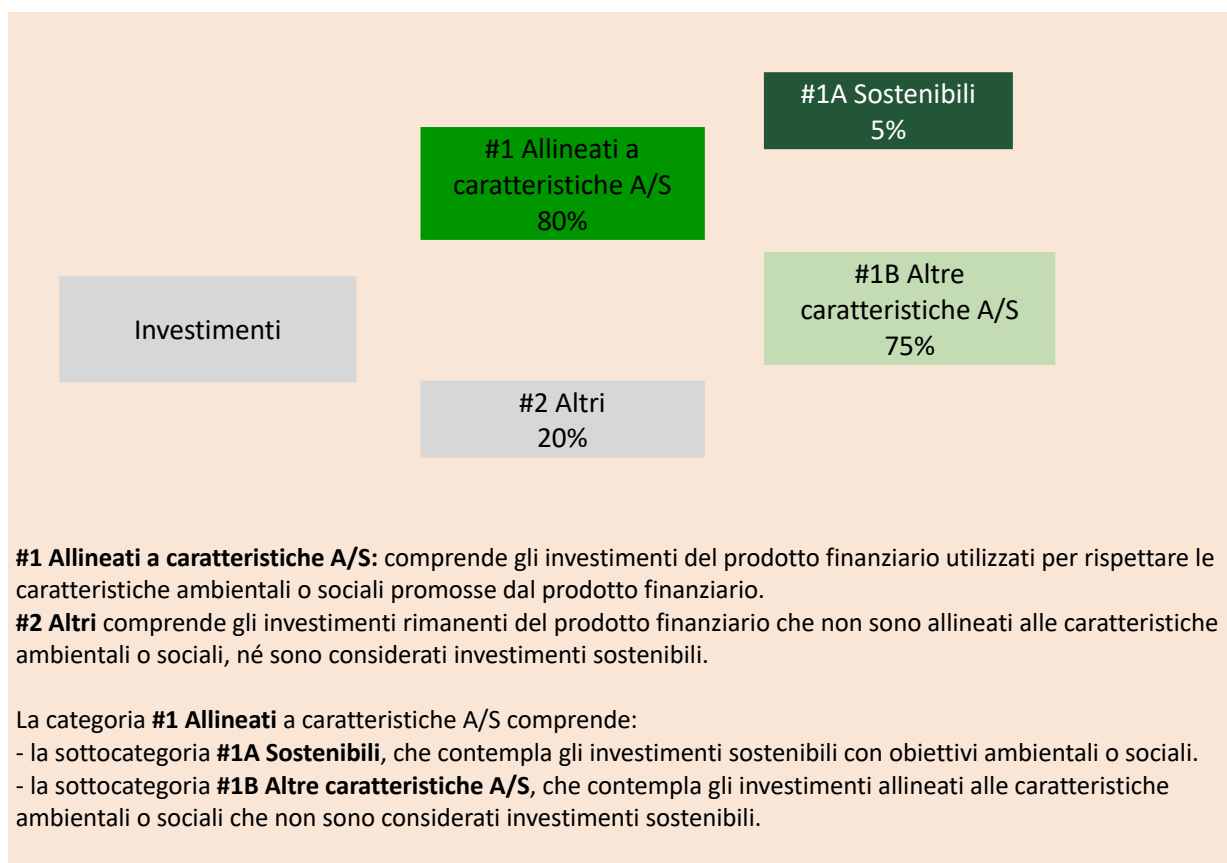 #1A Sostenibili
5%
#1 Allineati a
caratteristiche A/S
80%
#1B Altre
caratteristiche A/S
75%
Investimenti
#2 Altri
20%
#1 Allineati a caratteristiche A/S: comprende gli investimenti del prodotto finanziario utilizzati per rispettare le
caratteristiche ambientali o sociali promosse dal prodotto finanziario.
#2 Altri comprende gli investimenti rimanenti del prodotto finanziario che non sono allineati alle caratteristiche
ambientali o sociali, né sono considerati investimenti sostenibili.
La categoria #1 Allineati a caratteristiche A/S comprende:
- la sottocategoria #1A Sostenibili, che contempla gli investimenti sostenibili con obiettivi ambientali o sociali.
- la sottocategoria #1B Altre caratteristiche A/S, che contempla gli investimenti allineati alle caratteristiche
ambientali o sociali che non sono considerati investimenti sostenibili.